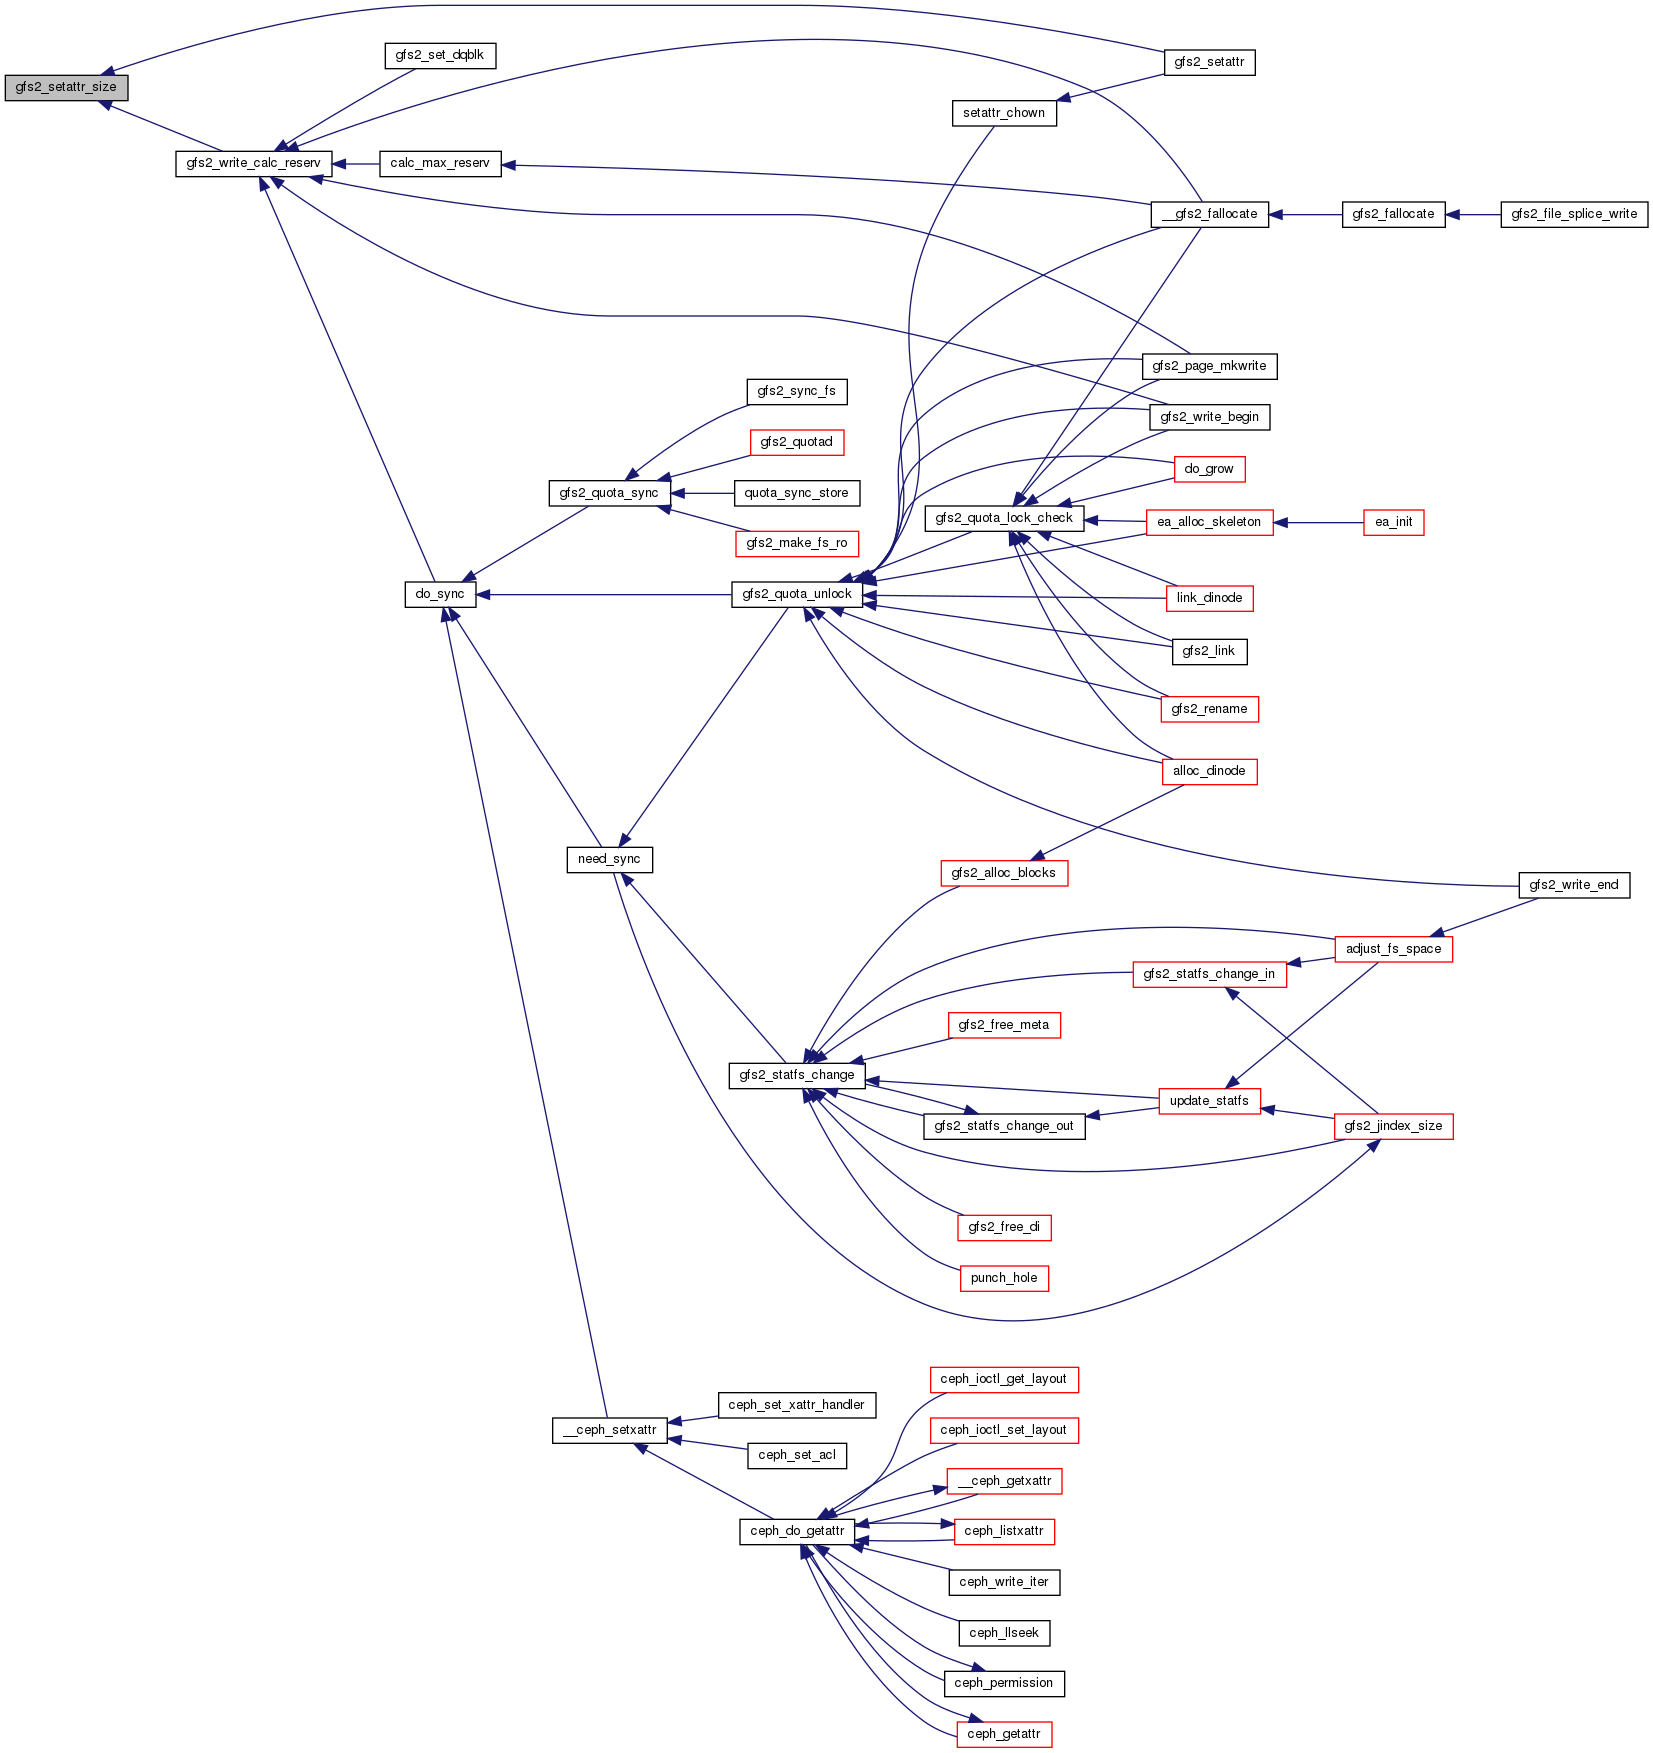 gfs2_setattr_size
gfs2_set_dqblk
gfs2_setattr
setattr_chown
gfs2_write_calc_reserv
calc_max_reserv
__gfs2_fallocate
gfs2_fallocate
gfs2_file_splice_write
gfs2_page_mkwrite
gfs2_sync_fs
gfs2_write_begin
gfs2_quotad
do_grow
gfs2_quota_sync
quota_sync_store
gfs2_quota_lock_check
ea_alloc_skeleton
ea_init
gfs2_make_fs_ro
do_sync
gfs2_quota_unlock
link_dinode
gfs2_link
gfs2_rename
alloc_dinode
need_sync
gfs2_alloc_blocks
gfs2_write_end
adjust_fs_space
gfs2_statfs_change_in
gfs2_free_meta
gfs2_statfs_change
update_statfs
gfs2_statfs_change_out
gfs2_jindex_size
gfs2_free_di
punch_hole
ceph_ioctl_get_layout
ceph_set_xattr_handler
__ceph_setxattr
ceph_ioctl_set_layout
ceph_set_acl
__ceph_getxattr
ceph_do_getattr
ceph_listxattr
ceph_write_iter
ceph_llseek
ceph_permission
ceph_getattr